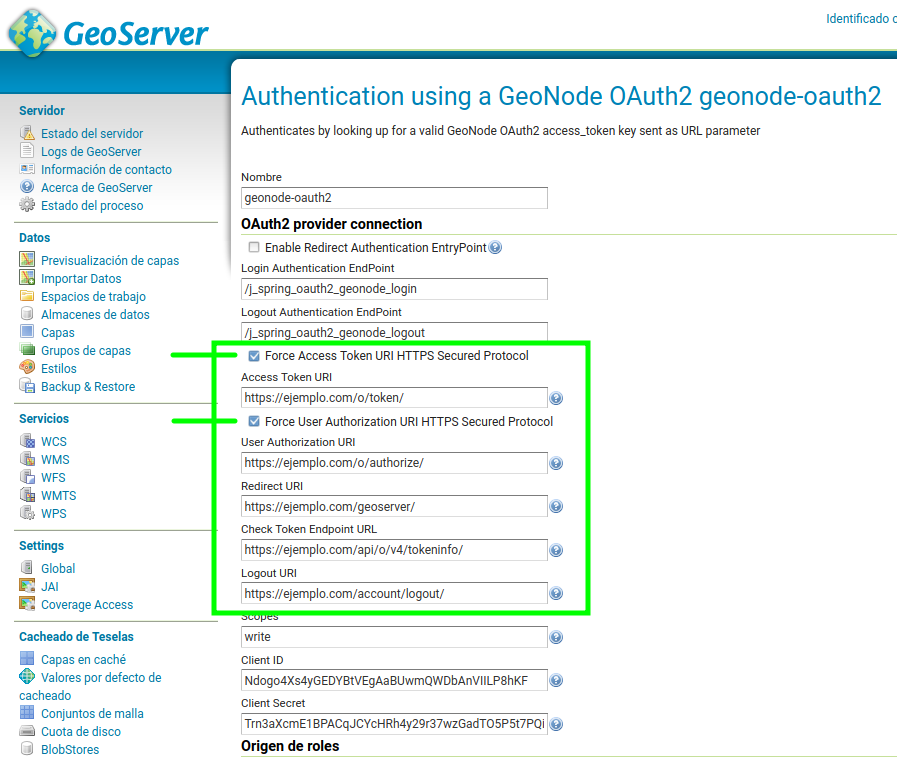 GeoServer
Identificado
Servidor
Estado del servidor
Logs de GeoServer
Información de contacto
Acerca de GeoServer
Estado del proceso
Datos
Previsualización de capas
Importar Datos
Espacios de trabajo
Almacenes de datos
Capas
Grupos de capas
Estilos
Backup & Restore
Servicios
WCS
WMS
WFS
WMTS
WPS
Settings
Global
JAI
Coverage Access
Cacheado de Teselas
Capas en caché
Valores por defecto de
cacheado
Conjuntos de malla
Cuota de disco
BlobStores
Authentication using a GeoNode OAuth2 geonode-oauth2
Authenticates by looking up for a valid GeoNode OAuth2 access_token key sent as URL parameter
Nombre
geonode-oauth2
OAuth2 provider connection
Enable Redirect Authentication EntryPoint
Login Authentication EndPoint
/j_spring_oauth2_geonode_login
Logout Authentication EndPoint
/j_spring_oauth2_geonode_logout
Force Access Token URI HTTPS Secured Protocol
Access Token URI
https://ejemplo.com/o/token/
Force User Authorization URI HTTPS Secured Protocol
User Authorization URI
https://ejemplo.com/o/authorize/
Redirect URI
https://ejemplo.com/geoserver/
Check Token Endpoint URL
https://ejemplo.com/api/o/v4/tokeninfo/
Logout URI
https://ejemplo.com/account/logout/
Scopes
write
Client ID
Ndogo4Xs4yGEDYBtVEgAaBUwmQWDbAnVIILP8hKF
Client Secret
Trn3aXcmE1BPACqJCYcHRh4y29r37wzGadTO5P5t7PQi
Origen de roles